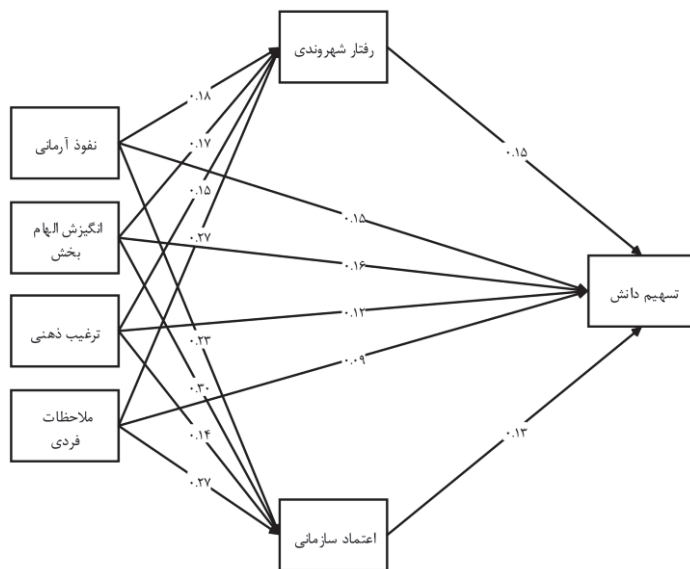 رفتار شهروندی
۰.۱۸
نفوذ آرمانی
۰.۱۷
۰.۱۵
۰.۱۵
۰.۱۵
انگیزش الهام
بخش
۰.۲۷
۰.۱۶
تسهیم دانش
ترغیب ذهنی
۰.۱۲
۰.۲۳
۰.۰۹
۰.۳۰
ملاحظات
فردی
۰.۱۴
۰.۱۳
۰.۲۷
اعتماد سازمانی